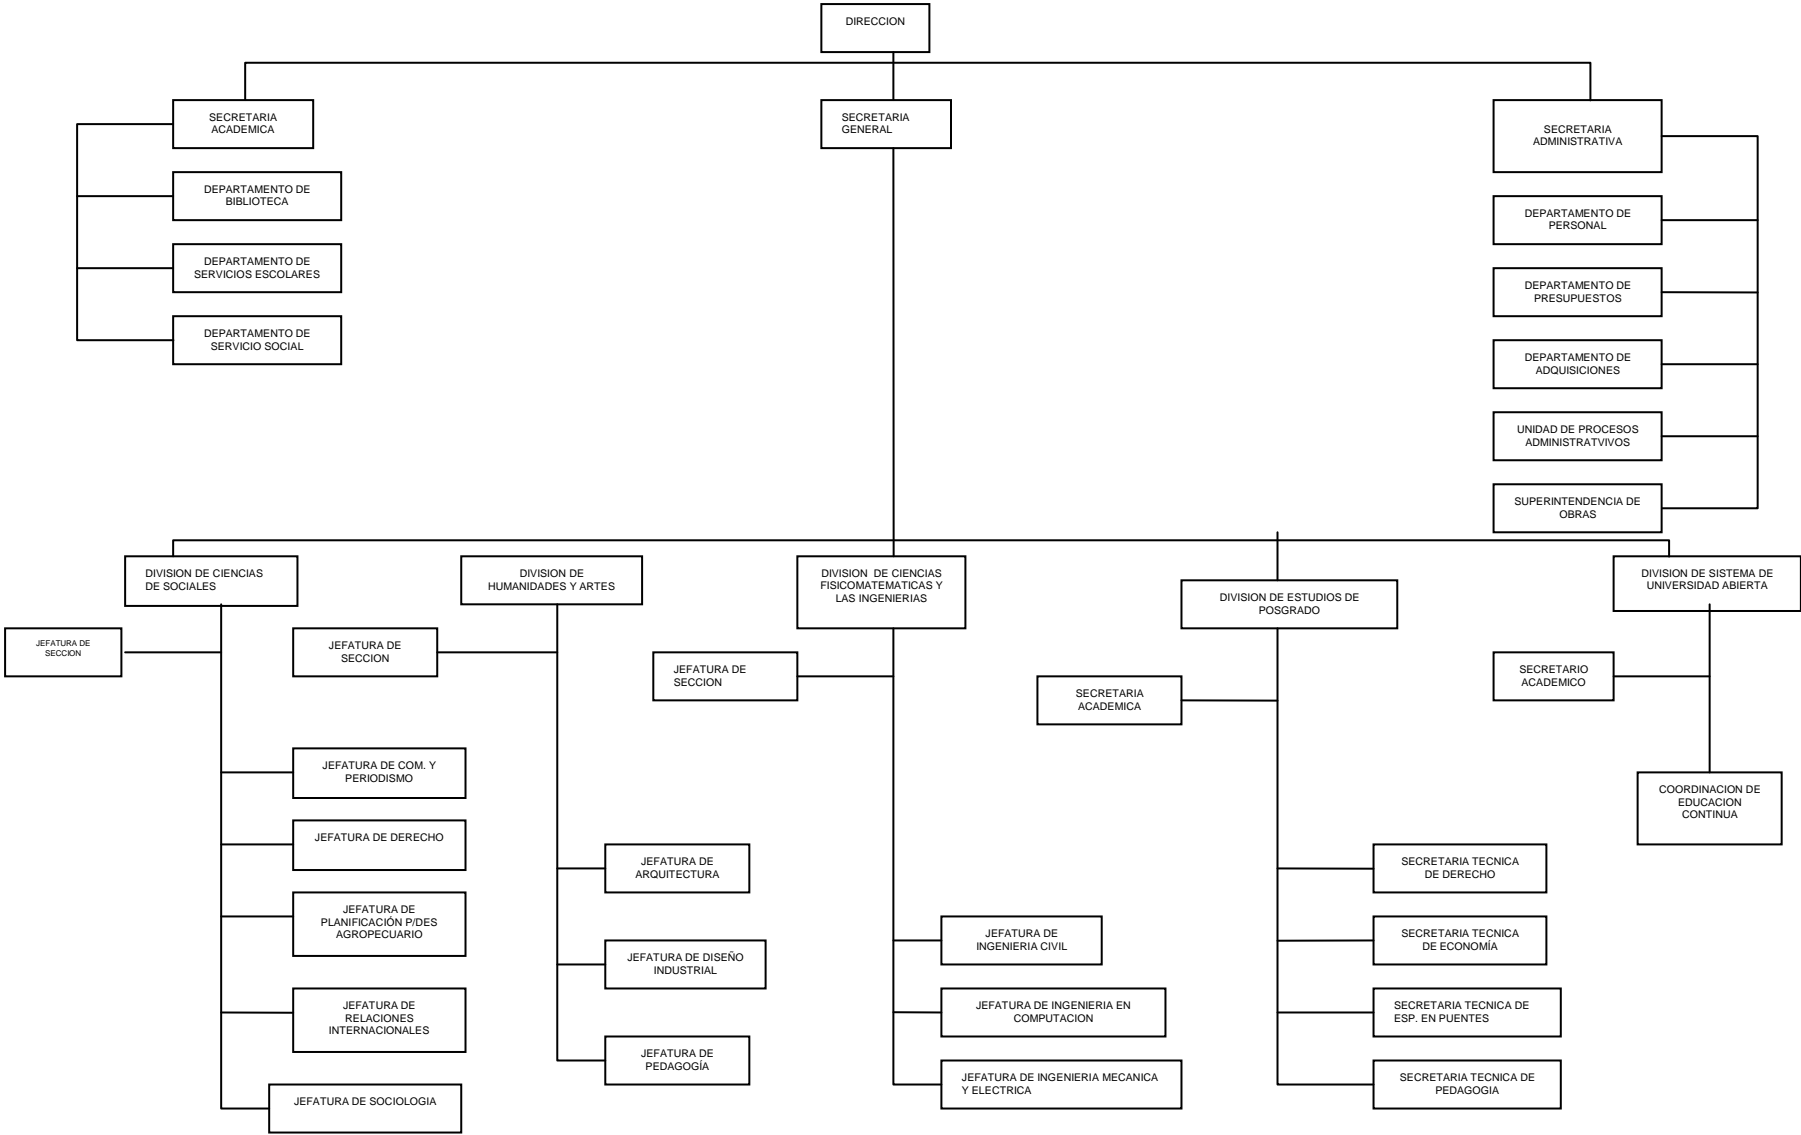 DIRECCION
SECRETARIA
ACADEMICA
SECRETARIA
GENERAL
SECRETARIA
ADMINISTRATIVA
DEPARTAMENTO DE
BIBLIOTECA
DEPARTAMENTO DE
SERVICIOS ESCOLARES
DEPARTAMENTO DE
SERVICIO SOCIAL
DEPARTAMENTO DE
PERSONAL
DEPARTAMENTO DE
PRESUPUESTOS
DEPARTAMENTO DE
ADQUISICIONES
UNIDAD DE PROCESOS
ADMINISTRATVIVOS
SUPERINTENDENCIA DE
OBRAS
DIVISION DE CIENCIAS
DE SOCIALES
DIVISION DE
HUMANIDADES Y ARTES
DIVISION DE CIENCIAS
FISICOMATEMATICAS Y
LAS INGENIERIAS
DIVISION DE ESTUDIOS DE
POSGRADO
DIVISION DE SISTEMA DE
UNIVERSIDAD ABIERTA
JEFATURA DE
SECCION
JEFATURA DE
SECCION
JEFATURA DE
SECCION
SECRETARIA
ACADEMICA
SECRETARIO
ACADEMICO
JEFATURA DE COM. Y
PERIODISMO
JEFATURA DE DERECHO
JEFATURA DE
PLANIFICACIÓN P/DES
AGROPECUARIO
JEFATURA DE
RELACIONES
INTERNACIONALES
JEFATURA DE SOCIOLOGIA
JEFATURA DE
ARQUITECTURA
JEFATURA DE DISEÑO
INDUSTRIAL
JEFATURA DE
PEDAGOGÍA
JEFATURA DE
INGENIERIA CIVIL
JEFATURA DE INGENIERIA EN
COMPUTACION
JEFATURA DE INGENIERIA MECANICA
Y ELECTRICA
SECRETARIA TECNICA
DE DERECHO
SECRETARIA TECNICA
DE ECONOMÍA
SECRETARIA TECNICA DE
ESP. EN PUENTES
SECRETARIA TECNICA DE
PEDAGOGIA
COORDINACION DE
EDUCACION
CONTINUA